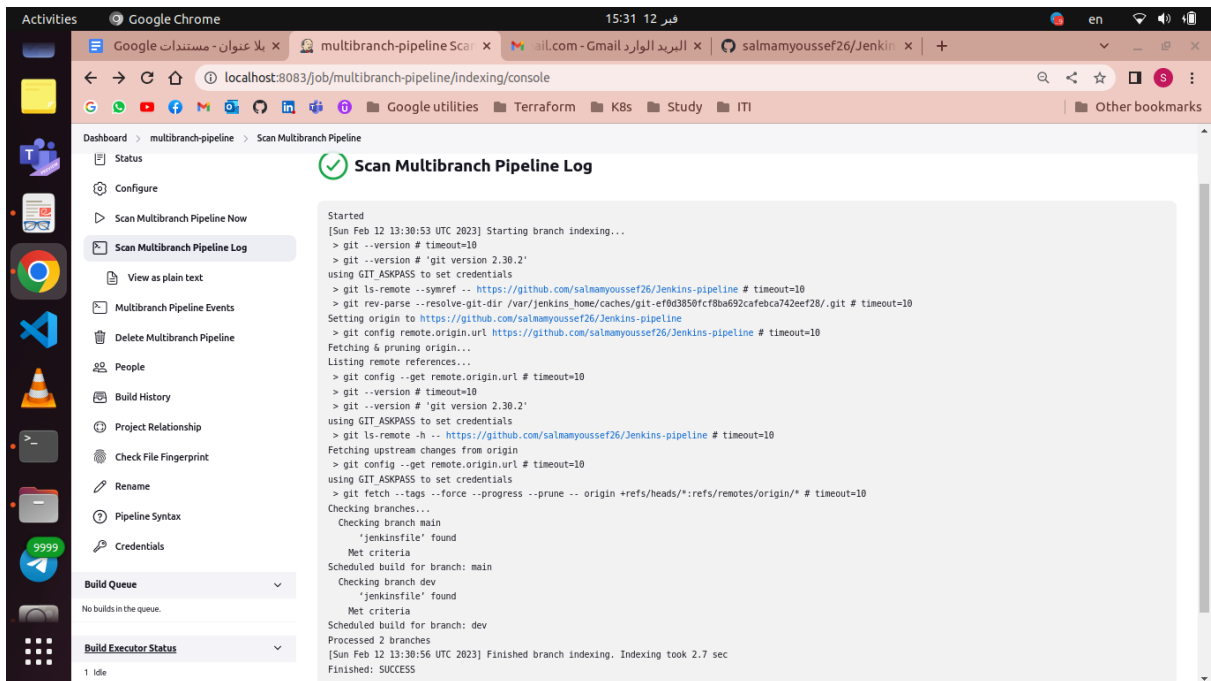 Activities
Google Chrome
15:31 12 فبر
en
بلا عنوان - مستندات Google
multibranch-pipeline Scar
ail.com - Gmail البريد الوارد
salmamyoussef26/Jenkin
localhost:8083/job/multibranch-pipeline/indexing/console
S
Google utilities
Terraform
K8s
Study
ITI
Other bookmarks
Dashboard > multibranch-pipeline > Scan Multibranch Pipeline
Status
Configure
Scan Multibranch Pipeline Now
Scan Multibranch Pipeline Log
View as plain text
Multibranch Pipeline Events
Delete Multibranch Pipeline
People
Build History
Project Relationship
Check File Fingerprint
Rename
Pipeline Syntax
Credentials
Build Queue
No builds in the queue.
Build Executor Status
1 Idle
9999
Scan Multibranch Pipeline Log
Started
[Sun Feb 12 13:30:53 UTC 2023] Starting branch indexing...
> git --version # timeout=10
> git --version # 'git version 2.30.2'
using GIT_ASKPASS to set credentials
> git ls-remote --symref -- https://github.com/salmamyoussef26/Jenkins-pipeline # timeout=10
> git rev-parse --resolve-git-dir /var/jenkins_home/caches/git-ef0d3850fcf8ba692cafebca742eef28/.git # timeout=10
Setting origin to https://github.com/salmamyoussef26/Jenkins-pipeline
> git config remote.origin.url https://github.com/salmamyoussef26/Jenkins-pipeline # timeout=10
Fetching & pruning origin...
Listing remote references...
> git config --get remote.origin.url # timeout=10
> git --version # timeout=10
> git --version # 'git version 2.30.2'
using GIT_ASKPASS to set credentials
> git ls-remote -h -- https://github.com/salmamyoussef26/Jenkins-pipeline # timeout=10
Fetching upstream changes from origin
> git config --get remote.origin.url # timeout=10
using GIT_ASKPASS to set credentials
> git fetch --tags --force --progress --prune -- origin +refs/heads/*:refs/remotes/origin/* # timeout=10
Checking branches...
Checking branch main
‘jenkinsfile’ found
Met criteria
Scheduled build for branch: main
Checking branch dev
‘jenkinsfile’ found
Met criteria
Scheduled build for branch: dev
Processed 2 branches
[Sun Feb 12 13:30:56 UTC 2023] Finished branch indexing. Indexing took 2.7 sec
Finished: SUCCESS